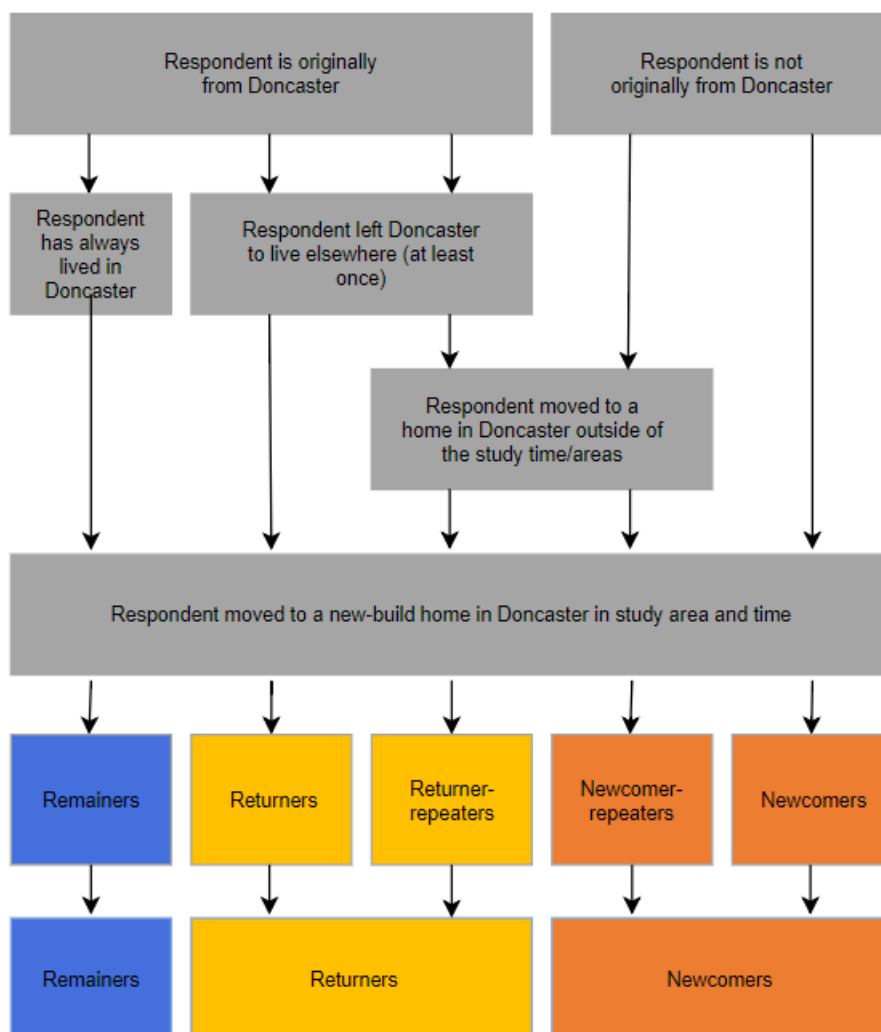 Respondent is originally
from Doncaster
Respondent is not
originally from Doncaster
Respondent
has always
lived in
Doncaster
Respondent left Doncaster
to live elsewhere (at least
once)
Respondent moved to a
home in Doncaster outside of
the study time/areas
Respondent moved to a new-build home in Doncaster in study area and time
Remainers
Returners
Returner-
repeaters
Newcomer-
repeaters
Newcomers
Remainers
Returners
Newcomers